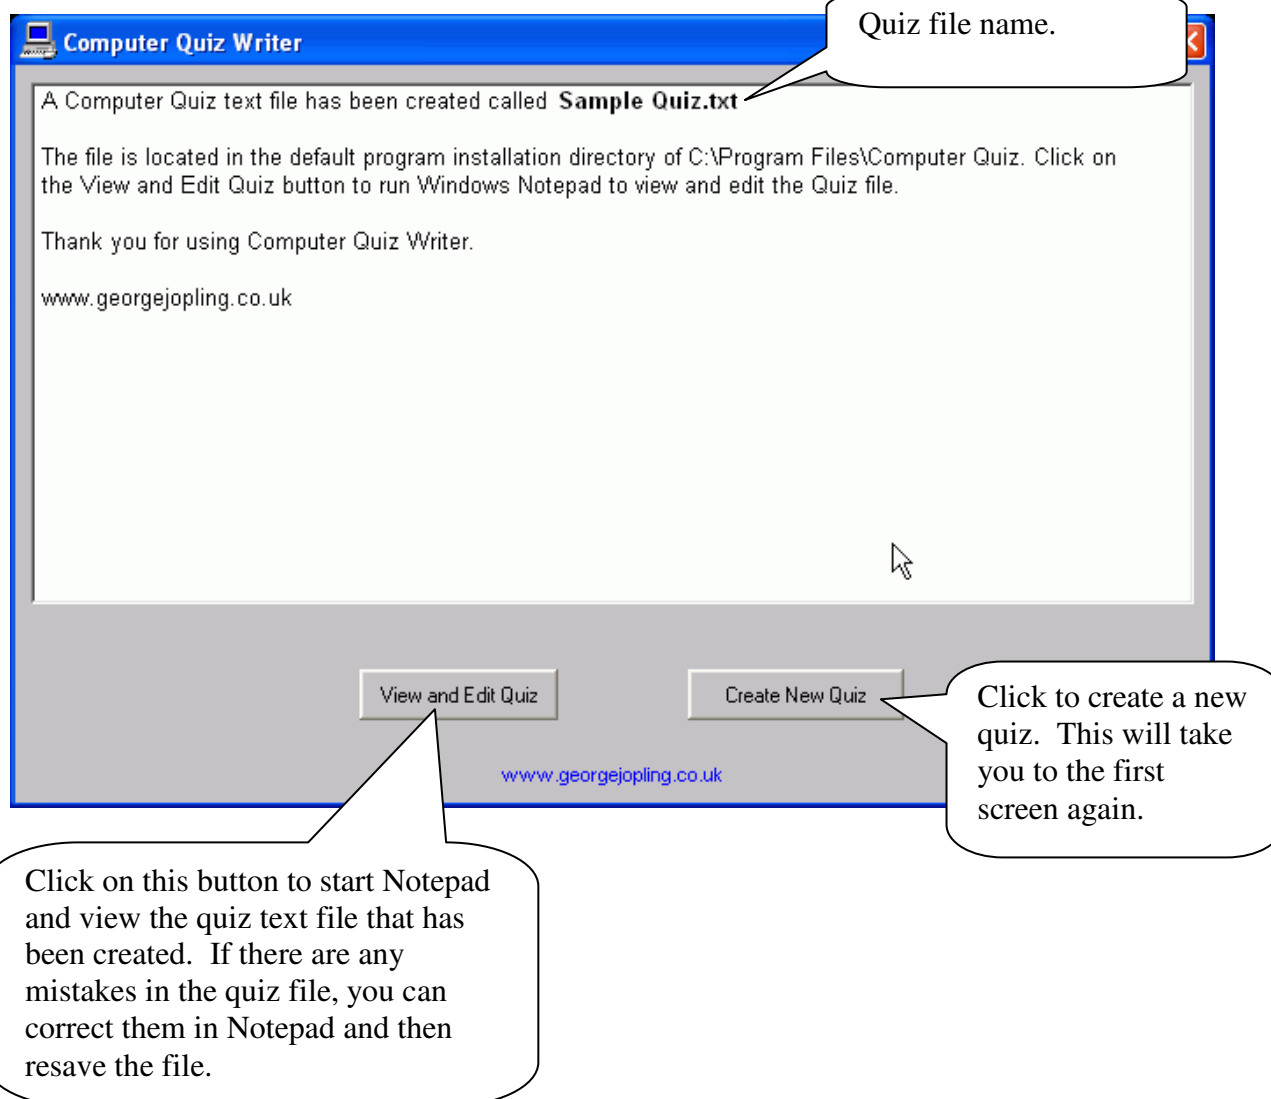 Quiz file name.
Computer Quiz Writer
A Computer Quiz text file has been created called Sample Quiz.txt
The file is located in the default program installation directory of C:\Program Files\Computer Quiz. Click on
the View and Edit Quiz button to run Windows Notepad to view and edit the Quiz file.
Thank you for using Computer Quiz Writer.
www.georgejopling.co.uk
View and Edit Quiz
Create New Quiz
www.georgejopling.co.uk
Click to create a new
quiz. This will take
you to the first
screen again.
Click on this button to start Notepad
and view the quiz text file that has
been created. If there are any
mistakes in the quiz file, you can
correct them in Notepad and then
resave the file.